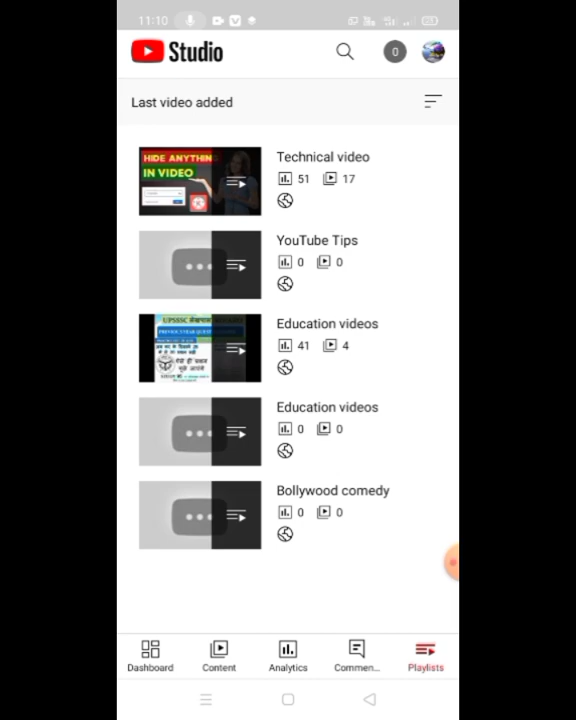 11:10
Studio
0
Last video added
HIDE ANYTHING
IN VIDEO
Technical video
51 17
YouTube Tips
0 0
UPSSSC
Education videos
41 4
Education videos
0 0
Bollywood comedy
0 0
Dashboard Content Analytics Commen... Playlists